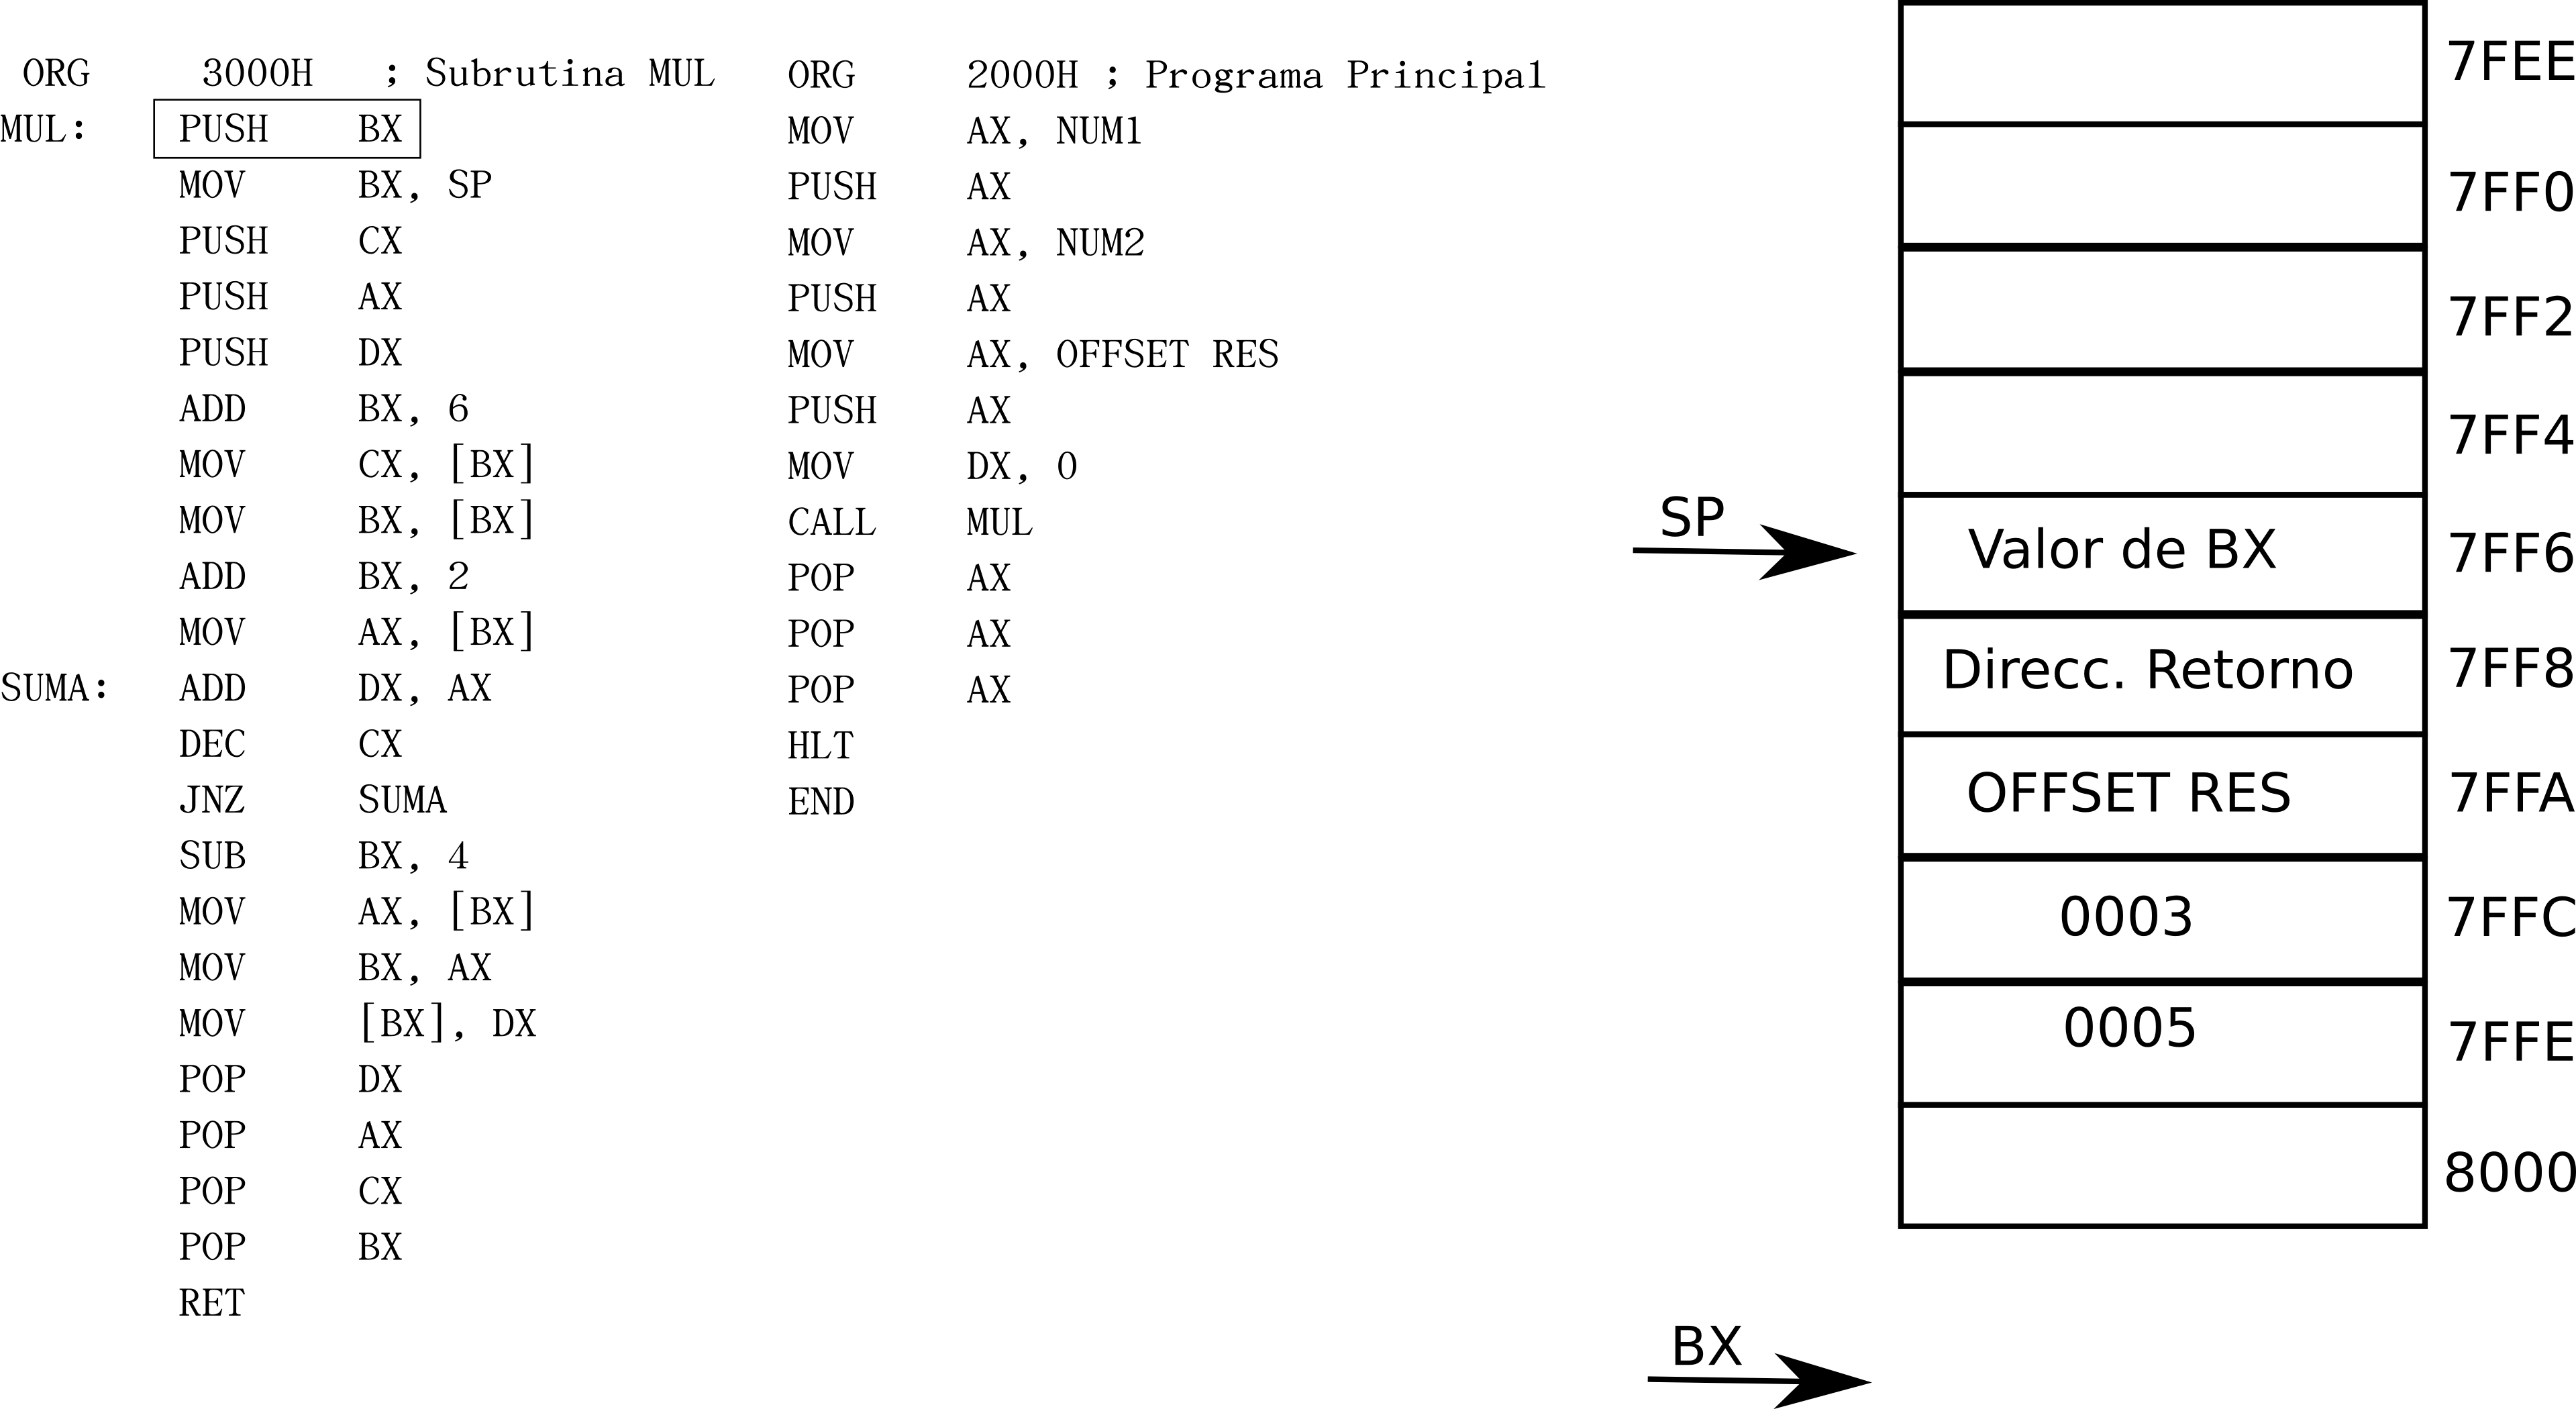 ORG 3000H ; Subrutina MUL
MUL: PUSH BX
MOV BX, SP
PUSH CX
PUSH AX
PUSH DX
ADD BX, 6
MOV CX, [BX]
MOV BX, [BX]
ADD BX, 2
MOV AX, [BX]
SUMA: ADD DX, AX
DEC CX
JNZ SUMA
SUB BX, 4
MOV AX, [BX]
MOV BX, AX
MOV [BX], DX
POP DX
POP AX
POP CX
POP BX
RET
ORG 2000H ; Programa Principal
MOV AX, NUM1
PUSH AX
MOV AX, NUM2
PUSH AX
MOV AX, OFFSET RES
PUSH AX
MOV DX, 0
CALL MUL
POP AX
POP AX
POP AX
HLT
END
SP
BX
7FEE
7FF0
7FF2
7FF4
Valor de BX 7FF6
Direcc. Retorno 7FF8
OFFSET RES 7FFA
0003 7FFC
0005 7FFE
8000